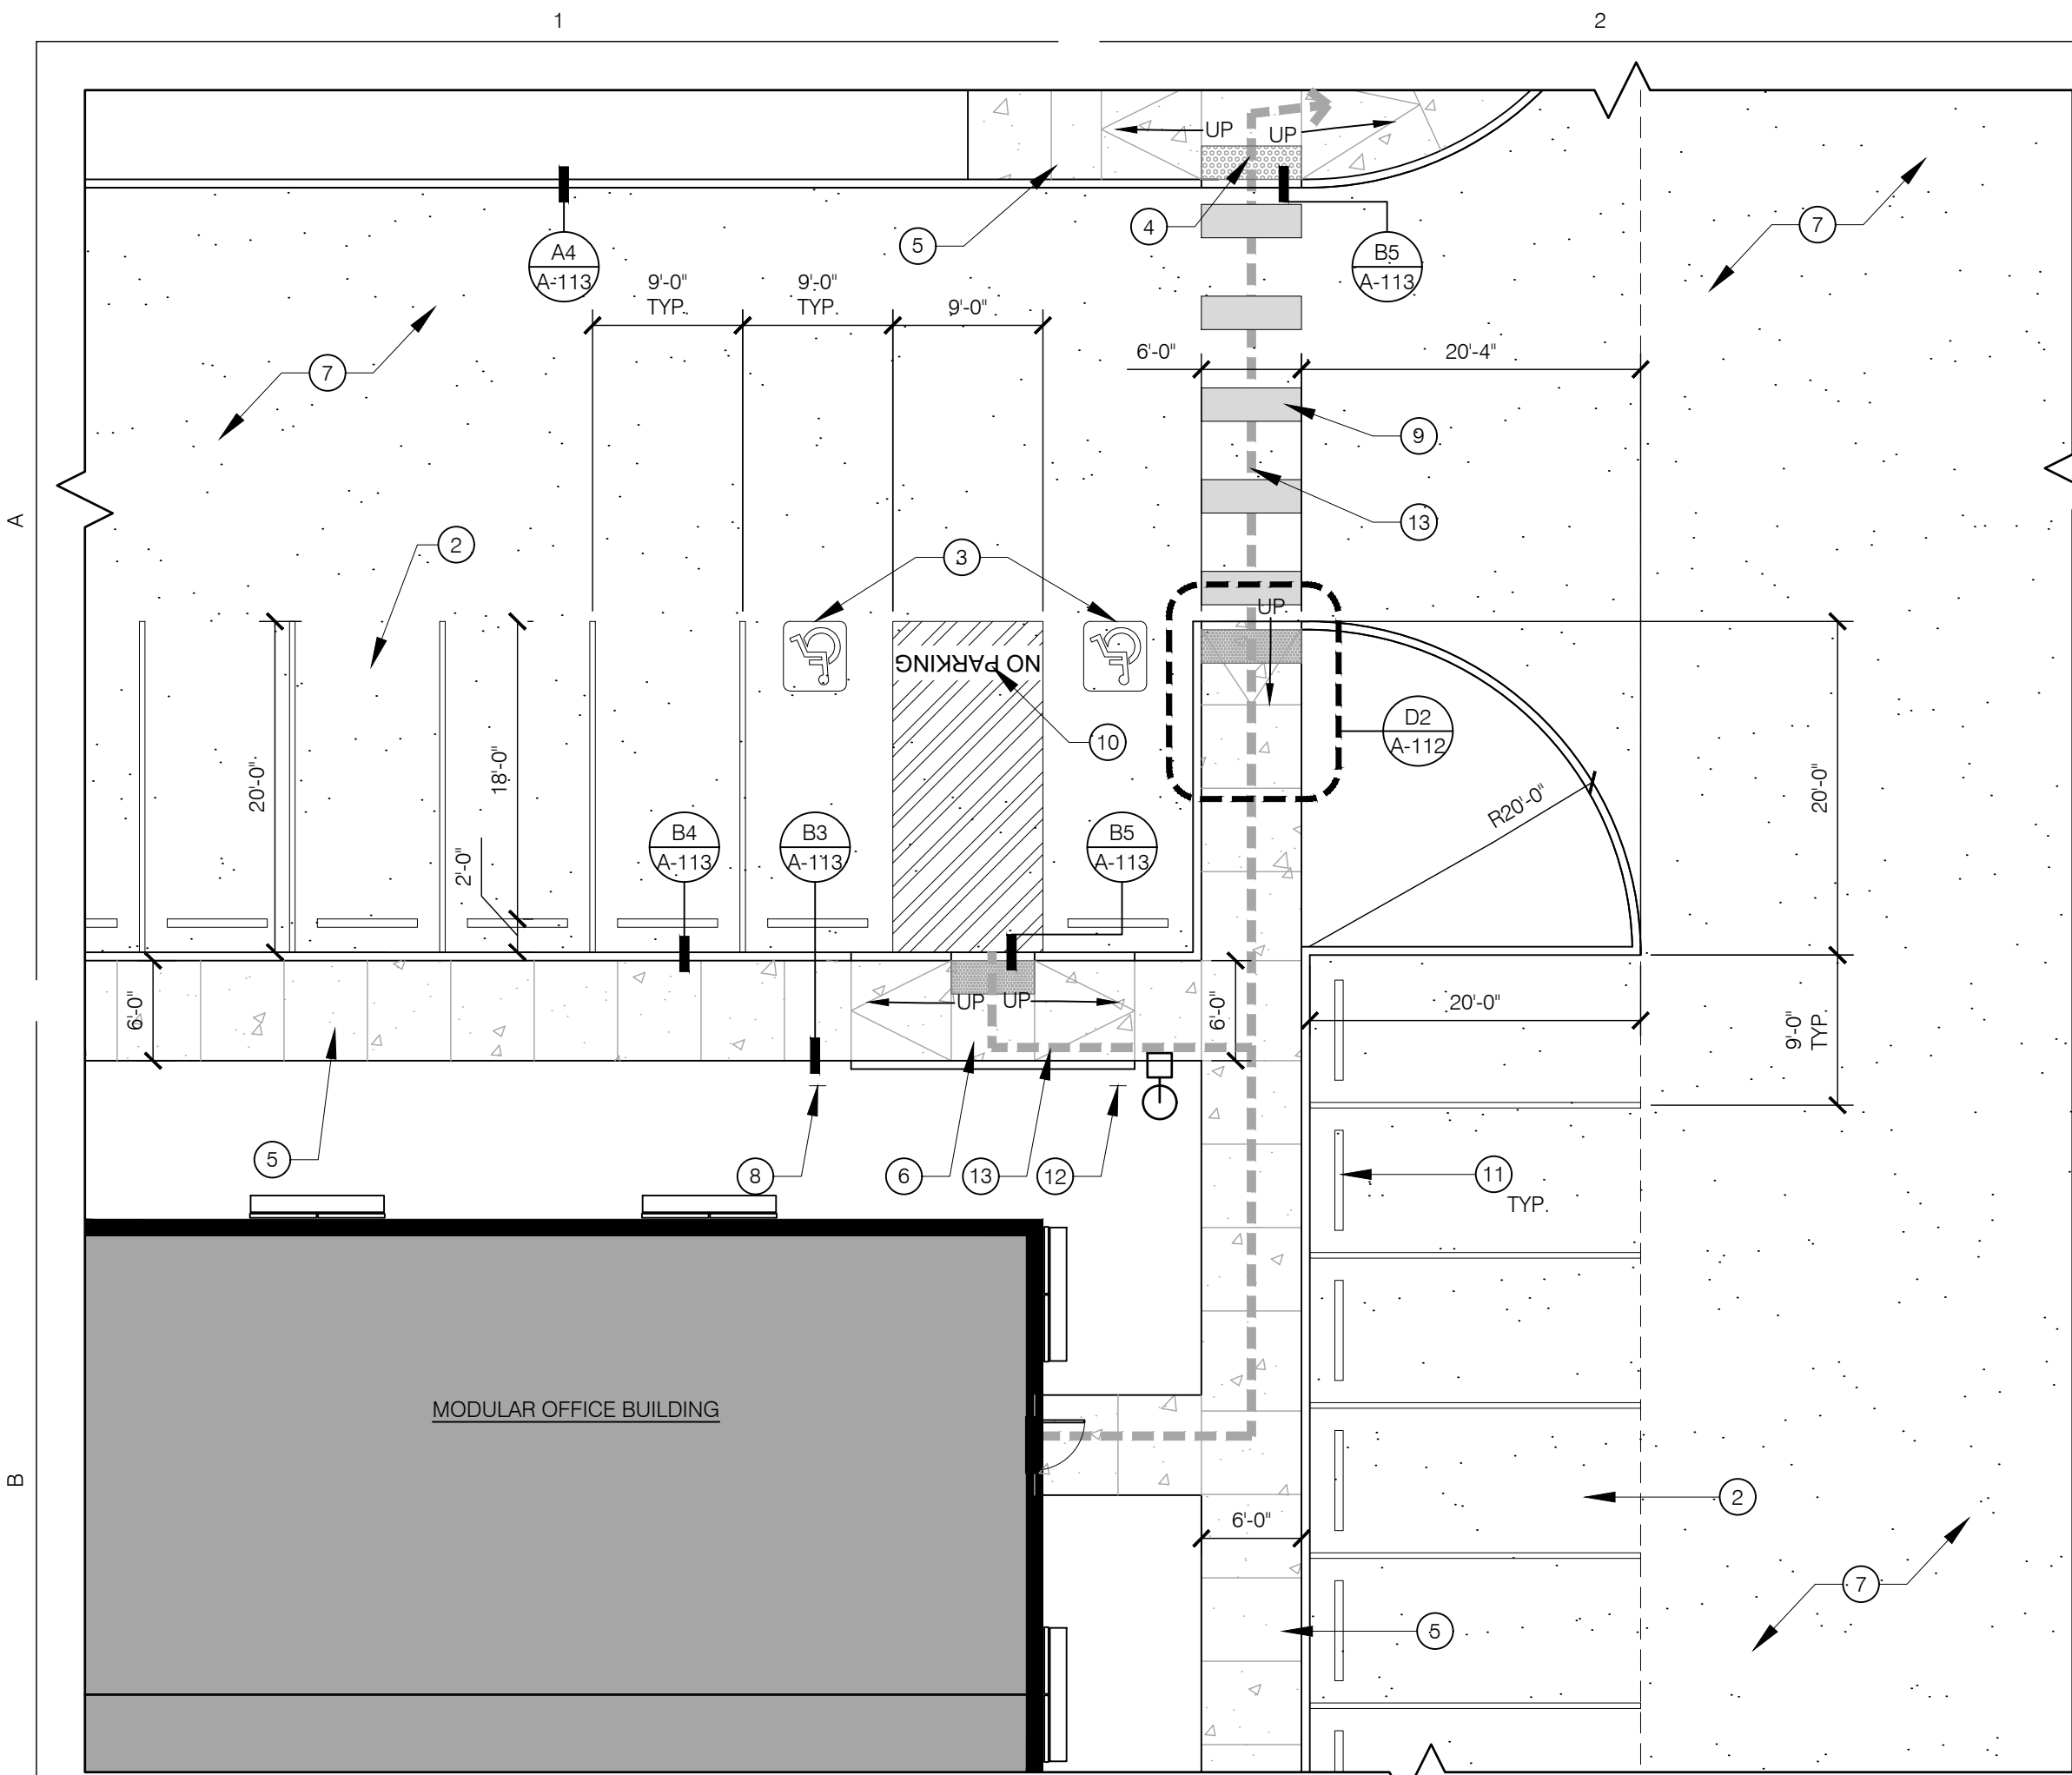 1
2
UP
UP
4
5
7
A4
A-113
B5
A-113
9'-0"
TYP.
9'-0"
TYP.
9'-0"
6'-0"
20'-4"
7
9
A
13
2
3
UP
NO PARKING
D2
A-112
10
20'-0"
18'-0"
R20'-0"
20'-0"
B4
A-113
B3
A-113
B5
A-113
2'-0"
6'-0"
UP
UP
6'-0"
20'-0"
9'-0"
TYP.
5
8
6
13
12
11
TYP.
MODULAR OFFICE BUILDING
B
2
6'-0"
7
5